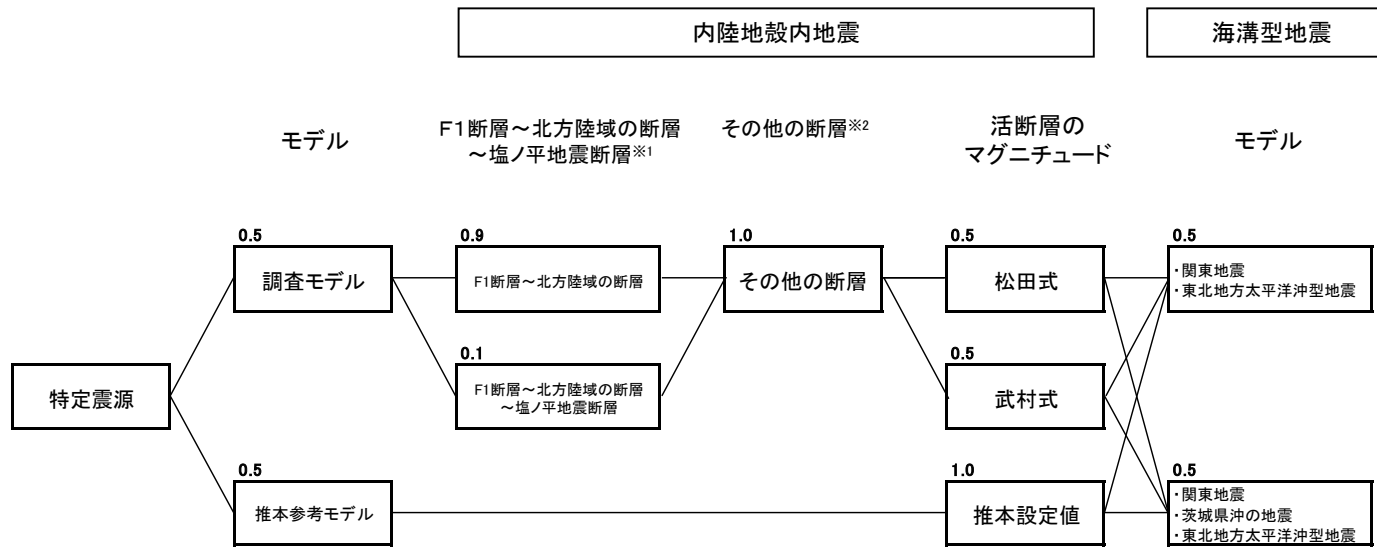 内陸地殻内地震
海溝型地震
モデル
F1断層～北方陸域の断層
～塩ノ平地震断層※1
その他の断層※2
活断層の
マグニチュード
モデル
0.5
調査モデル
0.9
F1断層～北方陸域の断層
1.0
その他の断層
0.5
松田式
0.5
・関東地震
・東北地方太平洋沖型地震
0.1
F1断層～北方陸域の断層
～塩ノ平地震断層
0.5
武村式
特定震源
0.5
推本参考モデル
1.0
推本設定値
0.5
・関東地震
・茨城県沖の地震
・東北地方太平洋沖型地震